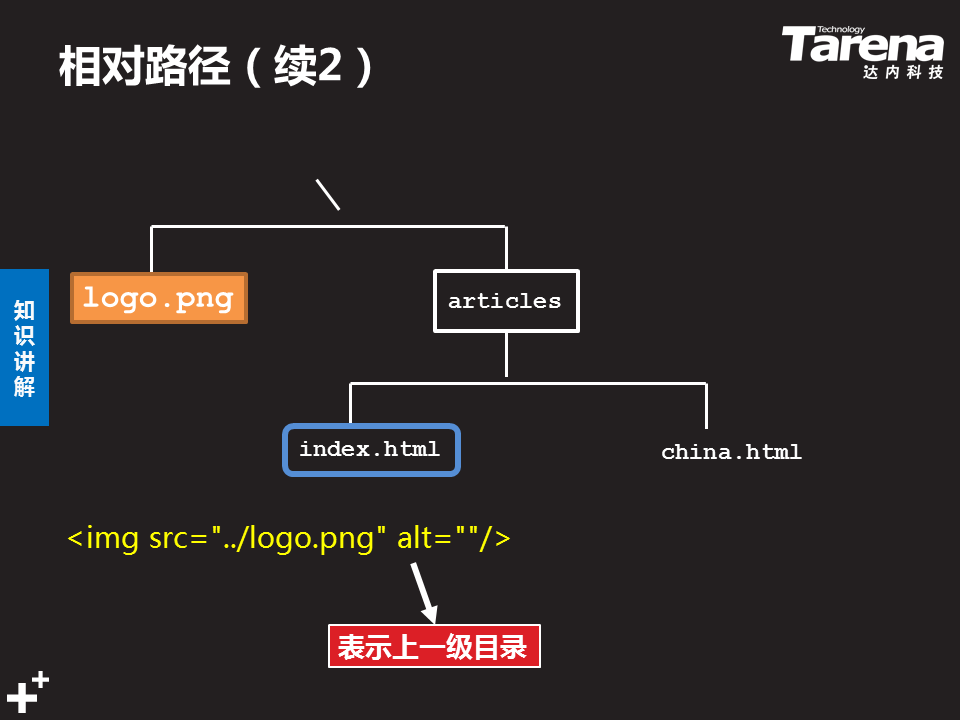 相对路径（续2）
Technology
Tarena
达内科技
\
logo.png
articles
知识讲解
index.html
china.html
<img src="../logo.png" alt=""/>
表示上一级目录